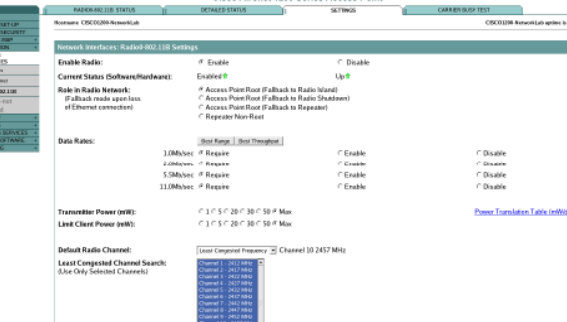 RADIO0-802.11B STATUS
DETAILED STATUS
SETTINGS
CARRIER BUSY TEST
Hostname CISCO1200-NetworkLab
CISCO1200-NetworkLab uptime is
Network Interfaces: Radio0-802.11B Settings
Enable Radio: Enable Disable
Current Status (Software/Hardware): Enabled Up
Role in Radio Network: Access Point Root (Fallback to Radio Island)
(Fallback mode upon loss Access Point Root (Fallback to Radio Shutdown)
of Ethernet connection) Access Point Root (Fallback to Repeater)
Repeater Non-Root
Data Rates: Best Range Best Throughput
1.0Mb/sec Require Enable Disable
2.0Mb/sec Require Enable Disable
5.5Mb/sec Require Enable Disable
11.0Mb/sec Require Enable Disable
Transmitter Power (mW): 1 5 20 30 50 Max Power Translation Table (mW/d
Limit Client Power (mW): 1 5 20 30 50 Max
Default Radio Channel: Least Congested Frequency Channel 10 2457 MHz
Least Congested Channel Search: Channel 1 - 2412 MHz
(Use Only Selected Channels) Channel 2 - 2417 MHz
Channel 3 - 2422 MHz
Channel 4 - 2427 MHz
Channel 5 - 2432 MHz
Channel 6 - 2437 MHz
Channel 7 - 2442 MHz
Channel 8 - 2447 MHz
Channel 9 - 2452 MHz